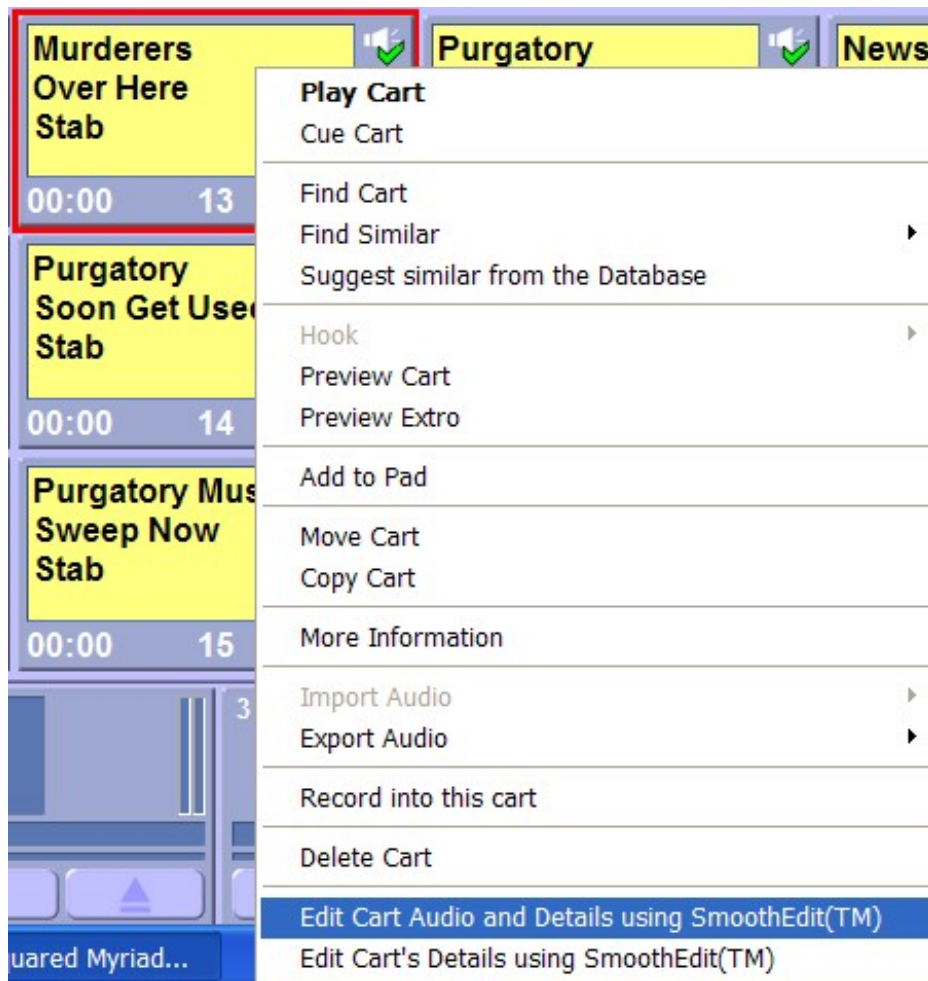 Murderers
Over Here
Stab
00:00 13
Purgatory
News
Purgatory
Soon Get Used
Stab
00:00 14
Purgatory Mus
Sweep Now
Stab
00:00 15
3
Play Cart
Cue Cart
Find Cart
Find Similar
Suggest similar from the Database
Hook
Preview Cart
Preview Extro
Add to Pad
Move Cart
Copy Cart
More Information
Import Audio
Export Audio
Record into this cart
Delete Cart
Edit Cart Audio and Details using SmoothEdit(TM)
Edit Cart's Details using SmoothEdit(TM)
uared Myriad...